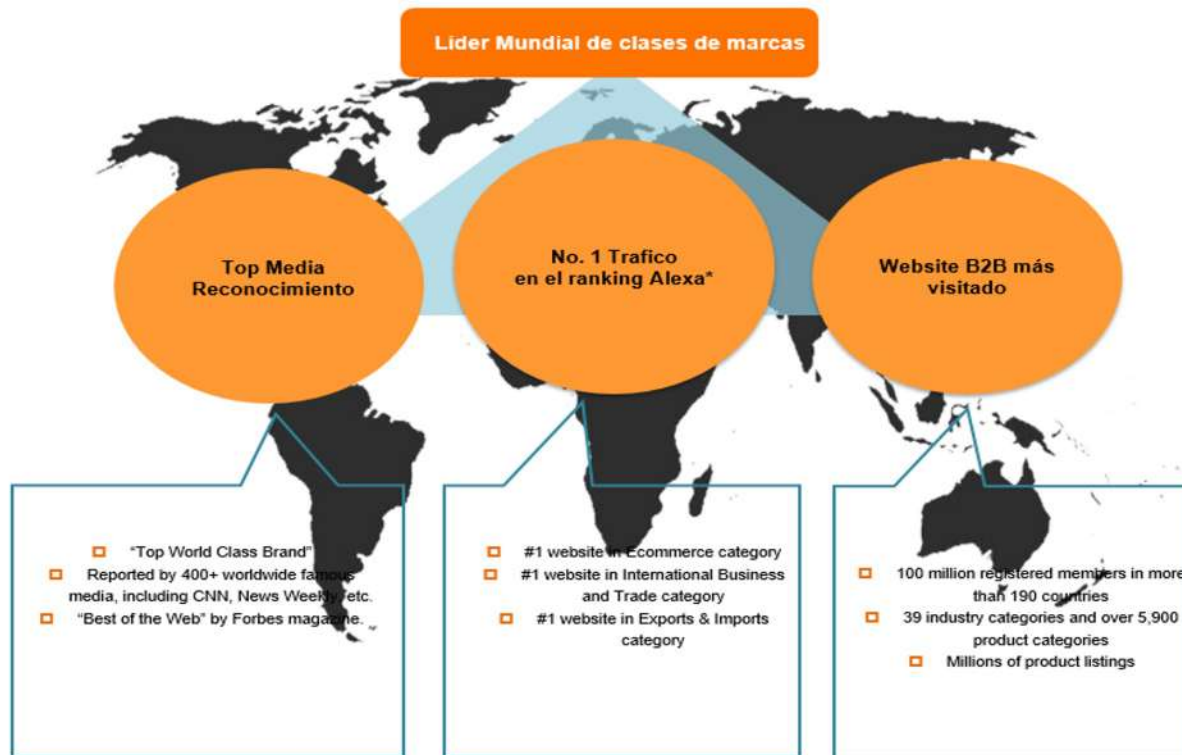 Líder Mundial de clases de marcas
Top Media
Reconocimiento
No. 1 Trafico
en el ranking Alexa*
Website B2B más
visitado
“Top World Class Brand”
Reported by 400+ worldwide famous
media, including CNN, News Weekly, etc.
“Best of the Web” by Forbes magazine.
#1 website in Ecommerce category
#1 website in International Business
and Trade category
#1 website in Exports & Imports
category
100 million registered members in more
than 190 countries
39 industry categories and over 5,900
product categories
Millions of product listings